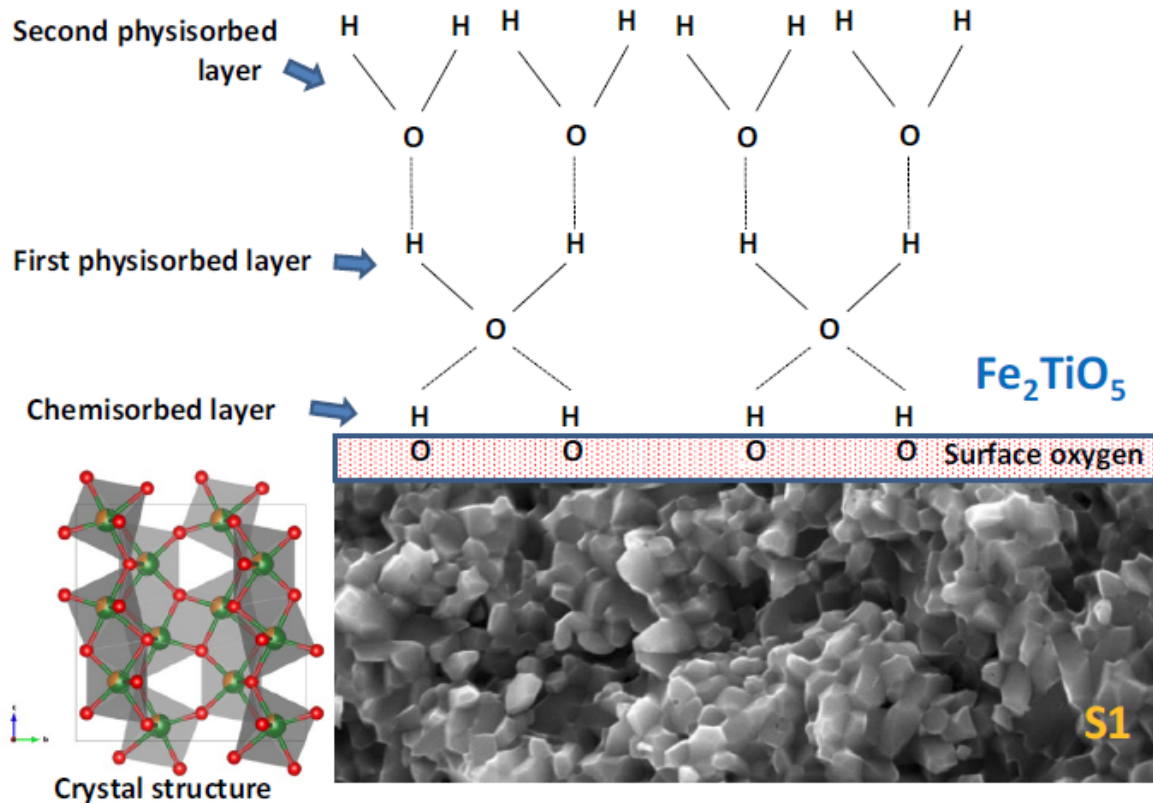 Second physisorbed
layer
H H H H H H H H
O O O O
First physisorbed layer
H H H H
O O
Fe₂TiO₅
Chemisorbed layer
H H H H
O O O O
Surface oxygen
S1
c
b
Crystal structure